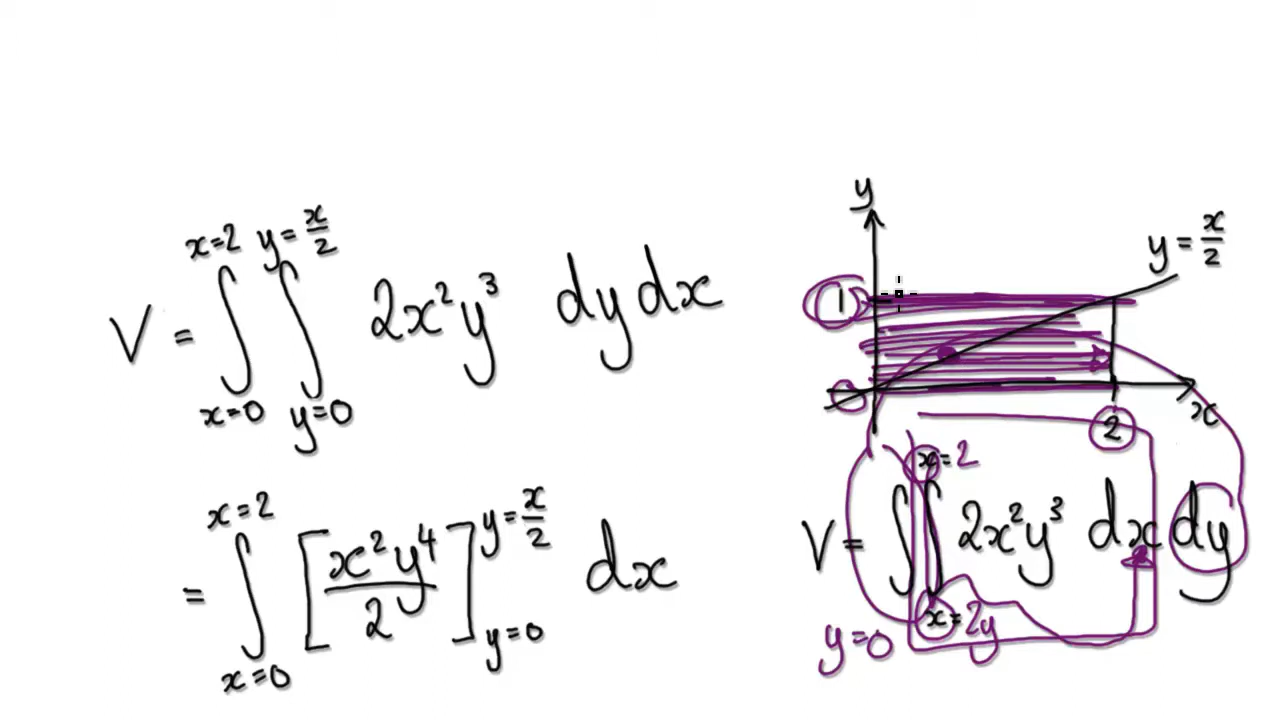 V = ∫_{x=0}^{x=2} ∫_{y=0}^{y=x/2} 2x²y³ dy dx
= ∫_{x=0}^{x=2} [x²y⁴/2]_{y=0}^{y=x/2} dx
y
y = x/2
1
x
2
V = ∫_{y=0} ∫_{x=2y}^{x=2} 2x²y³ dx dy